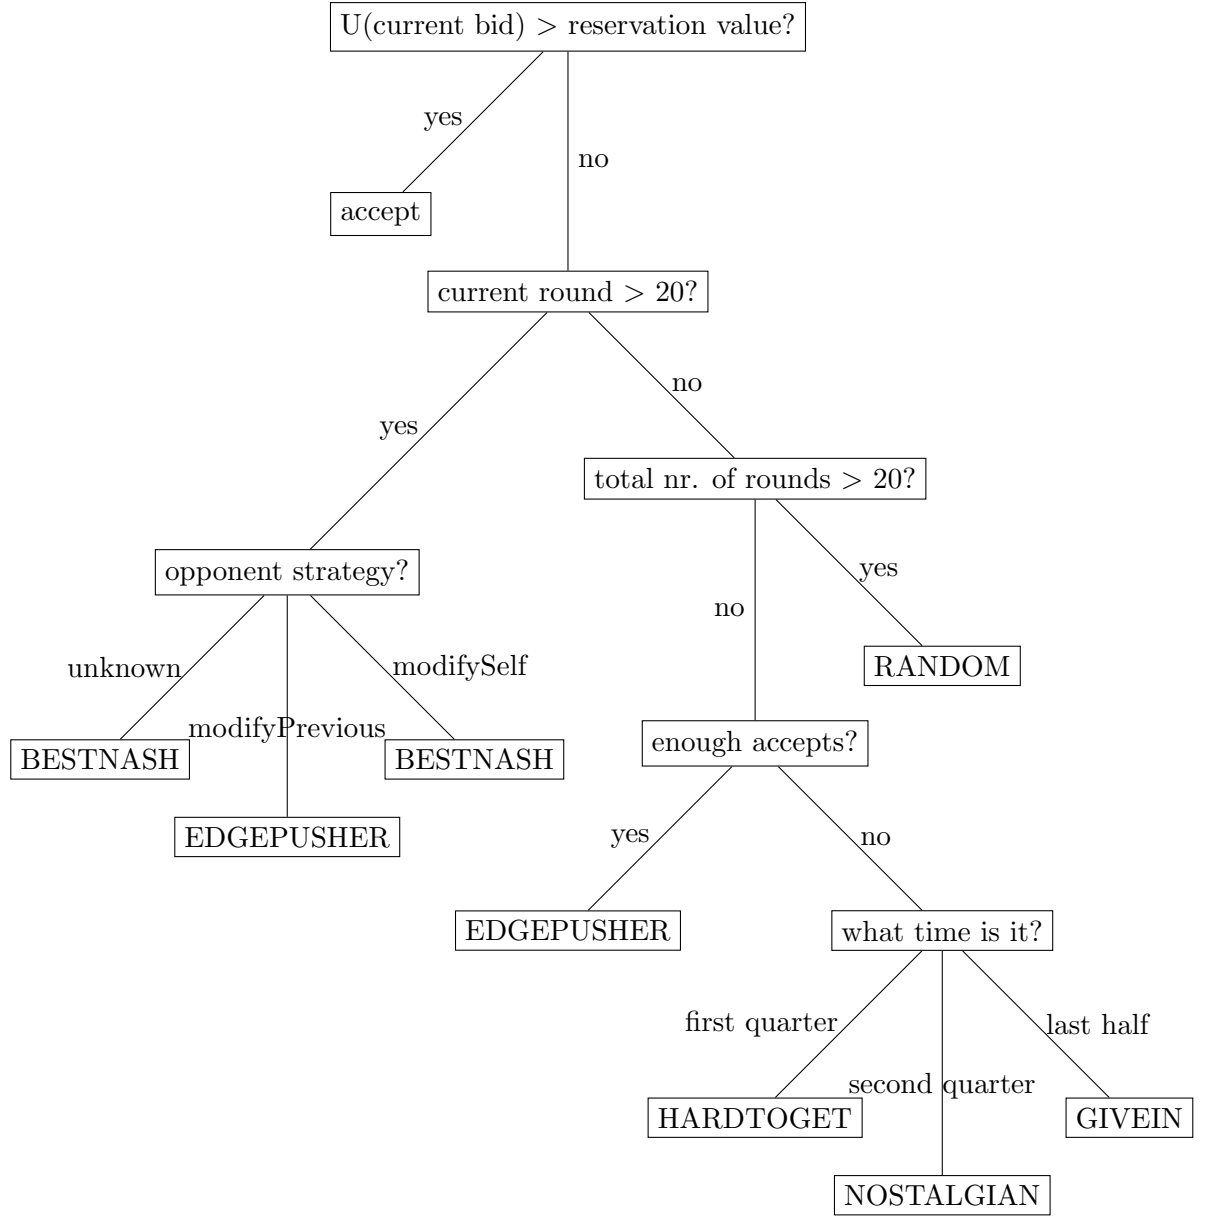 U(current bid) > reservation value?
yes
no
accept
current round > 20?
no
yes
total nr. of rounds > 20?
opponent strategy?
yes
no
unknown
modifySelf
RANDOM
modifyPrevious
enough accepts?
BESTNASH
BESTNASH
EDGEPUSHER
yes
no
EDGEPUSHER
what time is it?
first quarter
last half
second quarter
HARDTOGET
GIVEIN
NOSTALGIAN